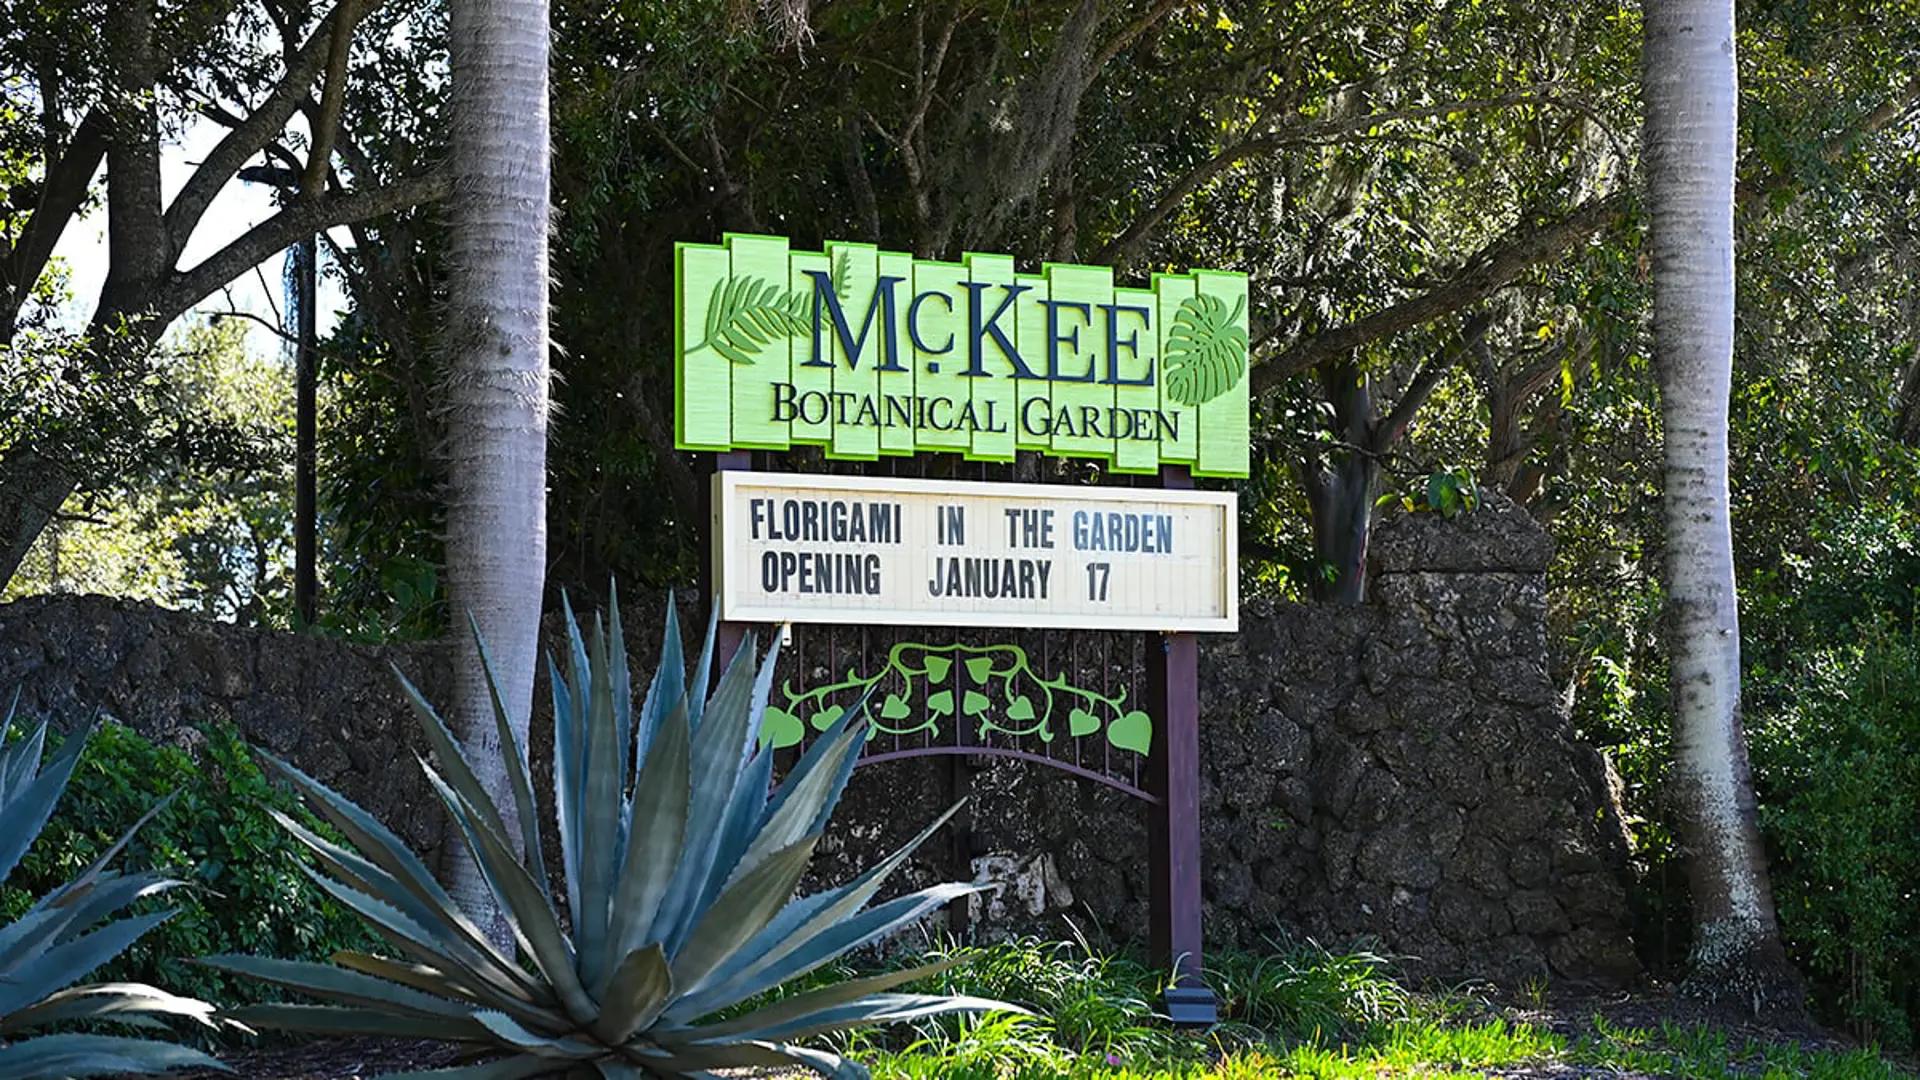 McKEE
BOTANICAL GARDEN
FLORIGAMI IN THE GARDEN
OPENING JANUARY 17